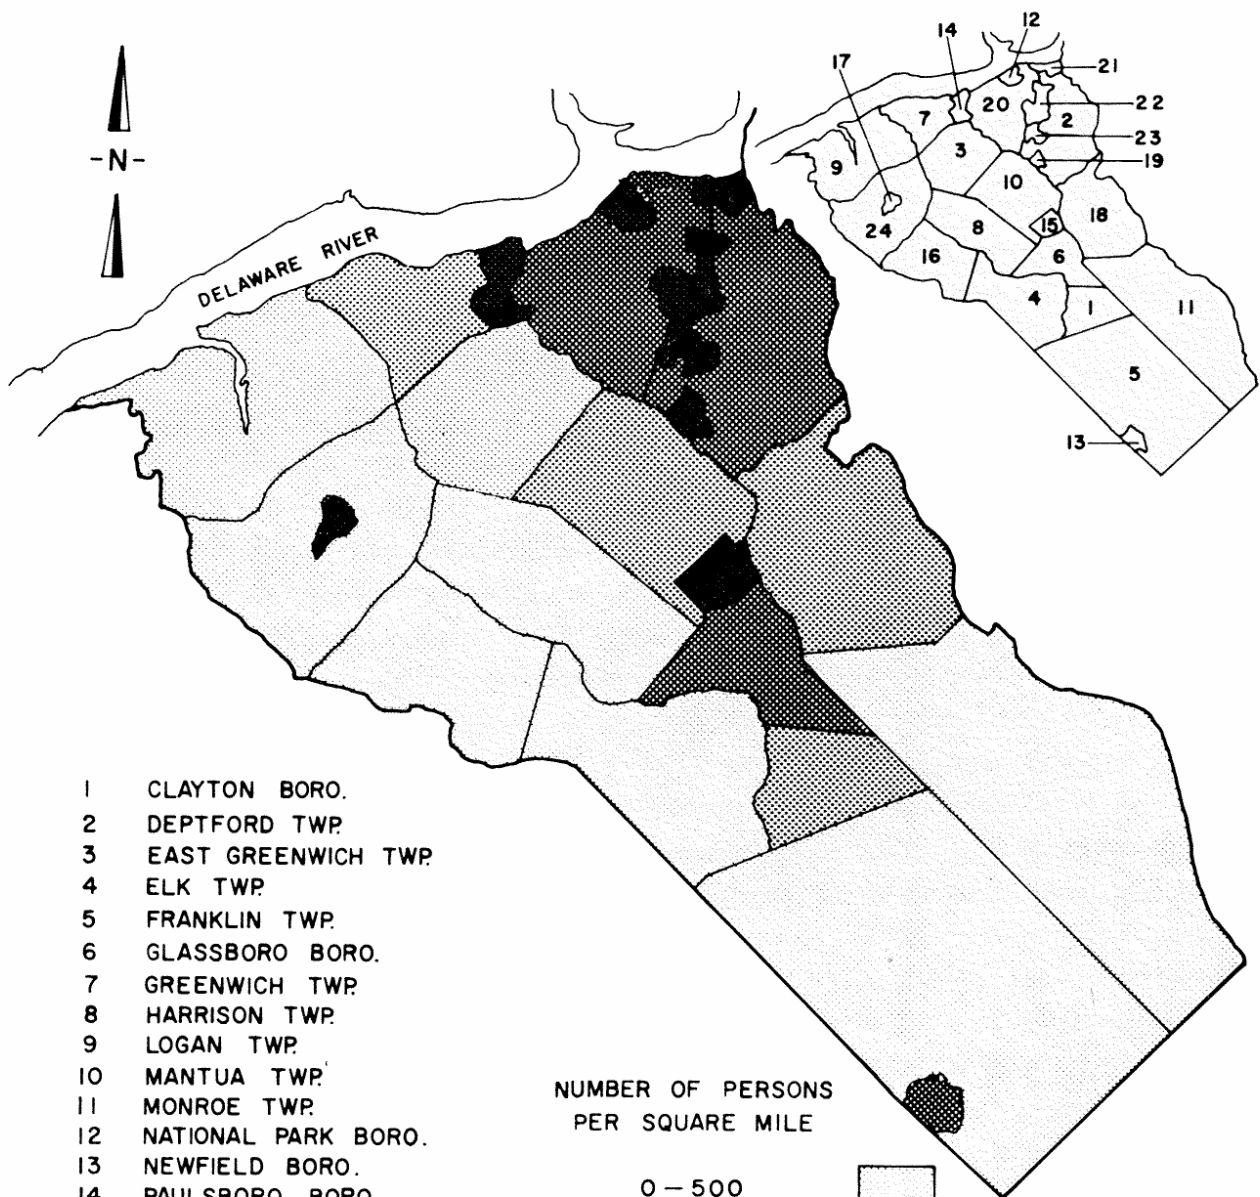 12
14
21
17
20
22
7
2
23
3
19
9
10
18
15
24
8
6
16
4
1
11
5
13
-N-
DELAWARE RIVER
1 CLAYTON BORO.
2 DEPTFORD TWP.
3 EAST GREENWICH TWP.
4 ELK TWP.
5 FRANKLIN TWP.
6 GLASSBORO BORO.
7 GREENWICH TWP.
8 HARRISON TWP.
9 LOGAN TWP.
10 MANTUA TWP.
11 MONROE TWP.
12 NATIONAL PARK BORO.
13 NEWFIELD BORO.
14 PAULSBORO BORO.
NUMBER OF PERSONS
PER SQUARE MILE
0 – 500